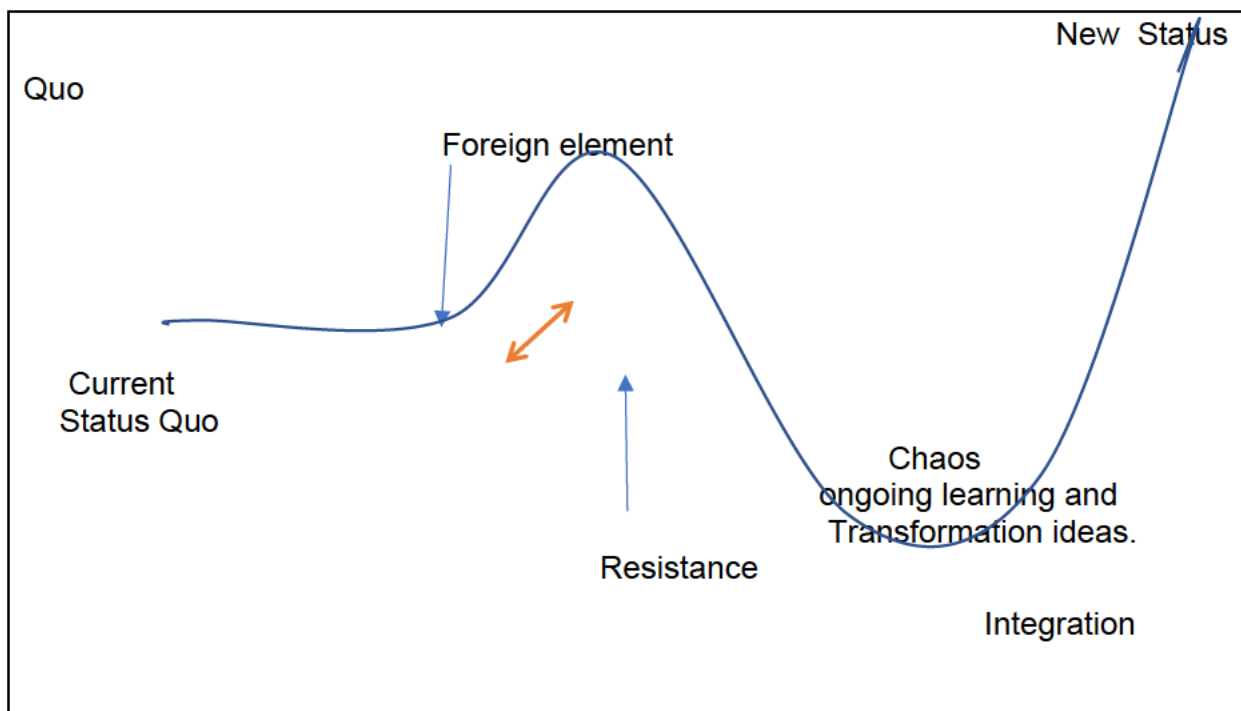 New  Status
Quo
Foreign element
Current
Status Quo
Chaos
ongoing learning and
Transformation ideas.
Resistance
Integration